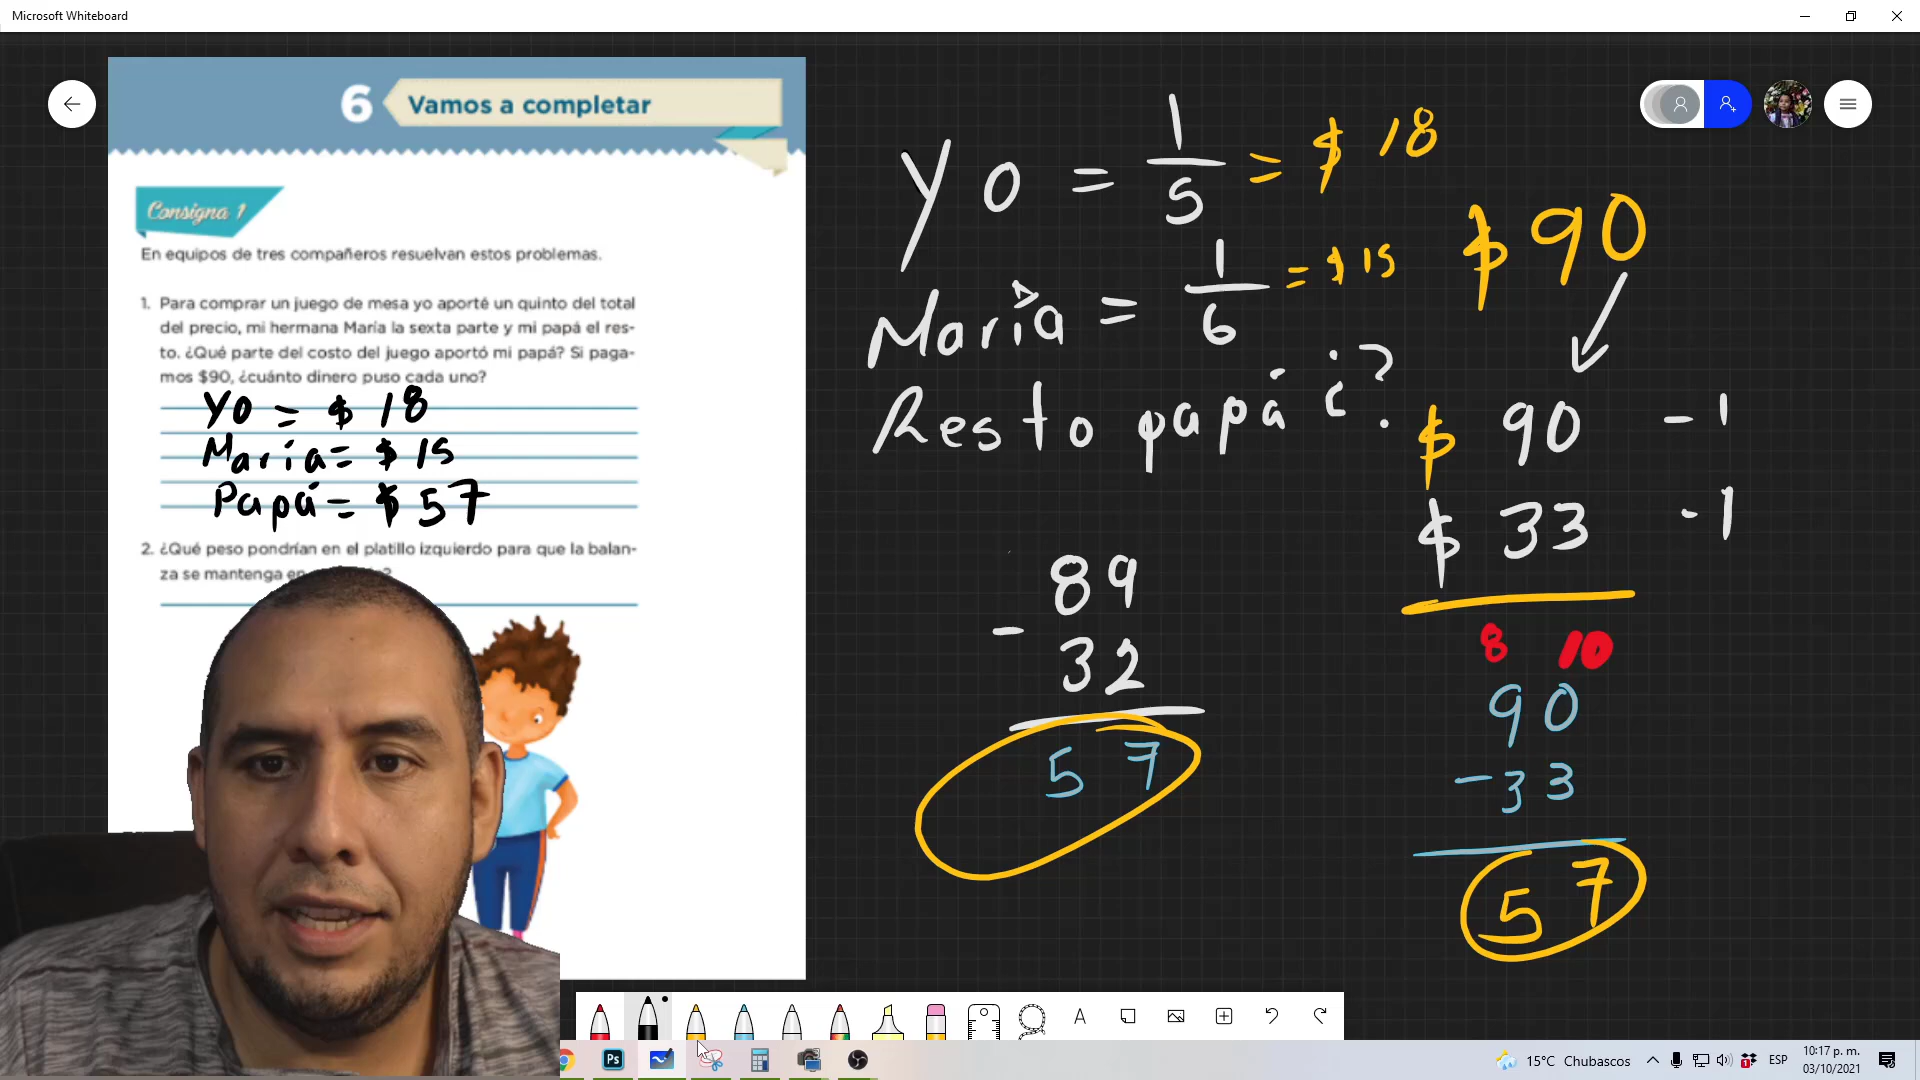 Microsoft Whiteboard
6 Vamos a completar
Consigna 1
En equipos de tres compañeros resuelvan estos problemas.
1. Para comprar un juego de mesa yo aporté un quinto del total
del precio, mi hermana María la sexta parte y mi papá el res-
to. ¿Qué parte del costo del juego aportó mi papá? Si paga-
mos $90, ¿cuánto dinero puso cada uno?
Yo = $ 18
María = $ 15
Papá = $ 57
2. ¿Qué peso pondrían en el platillo izquierdo para que la balan-
za se mantenga en
Yo = 1/5 = $ 18
$ 90
María = 1/6 = $ 15
Resto papá ¿?
$ 90 - 1
$ 33 - 1
89
- 32
57
8 10
90
- 33
57
A
Ps
15°C Chubascos
ESP
10:17 p. m.
03/10/2021